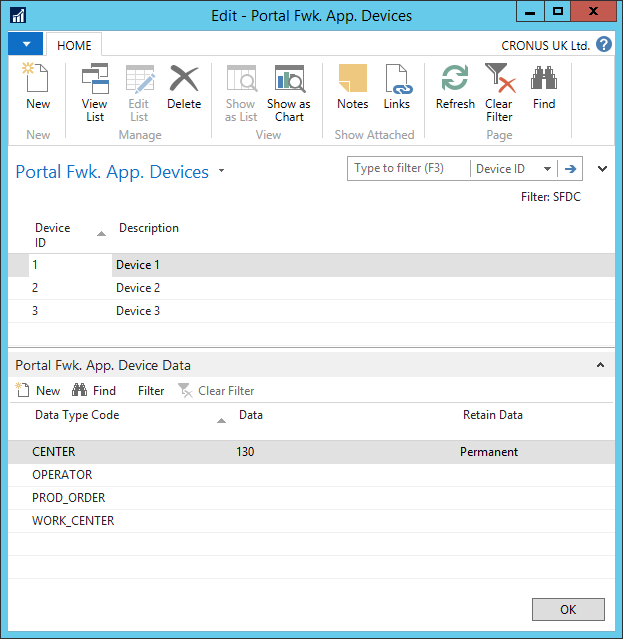 Edit - Portal Fwk. App. Devices
HOME
CRONUS UK Ltd.
New
View List
Edit List
Delete
Show as List
Show as Chart
Notes
Links
Refresh
Clear Filter
Find
New
Manage
View
Show Attached
Page
Portal Fwk. App. Devices
Type to filter (F3)
Device ID
Filter: SFDC
Device ID
Description
1 Device 1
2 Device 2
3 Device 3
Portal Fwk. App. Device Data
New Find Filter Clear Filter
Data Type Code Data Retain Data
CENTER 130 Permanent
OPERATOR
PROD_ORDER
WORK_CENTER
OK